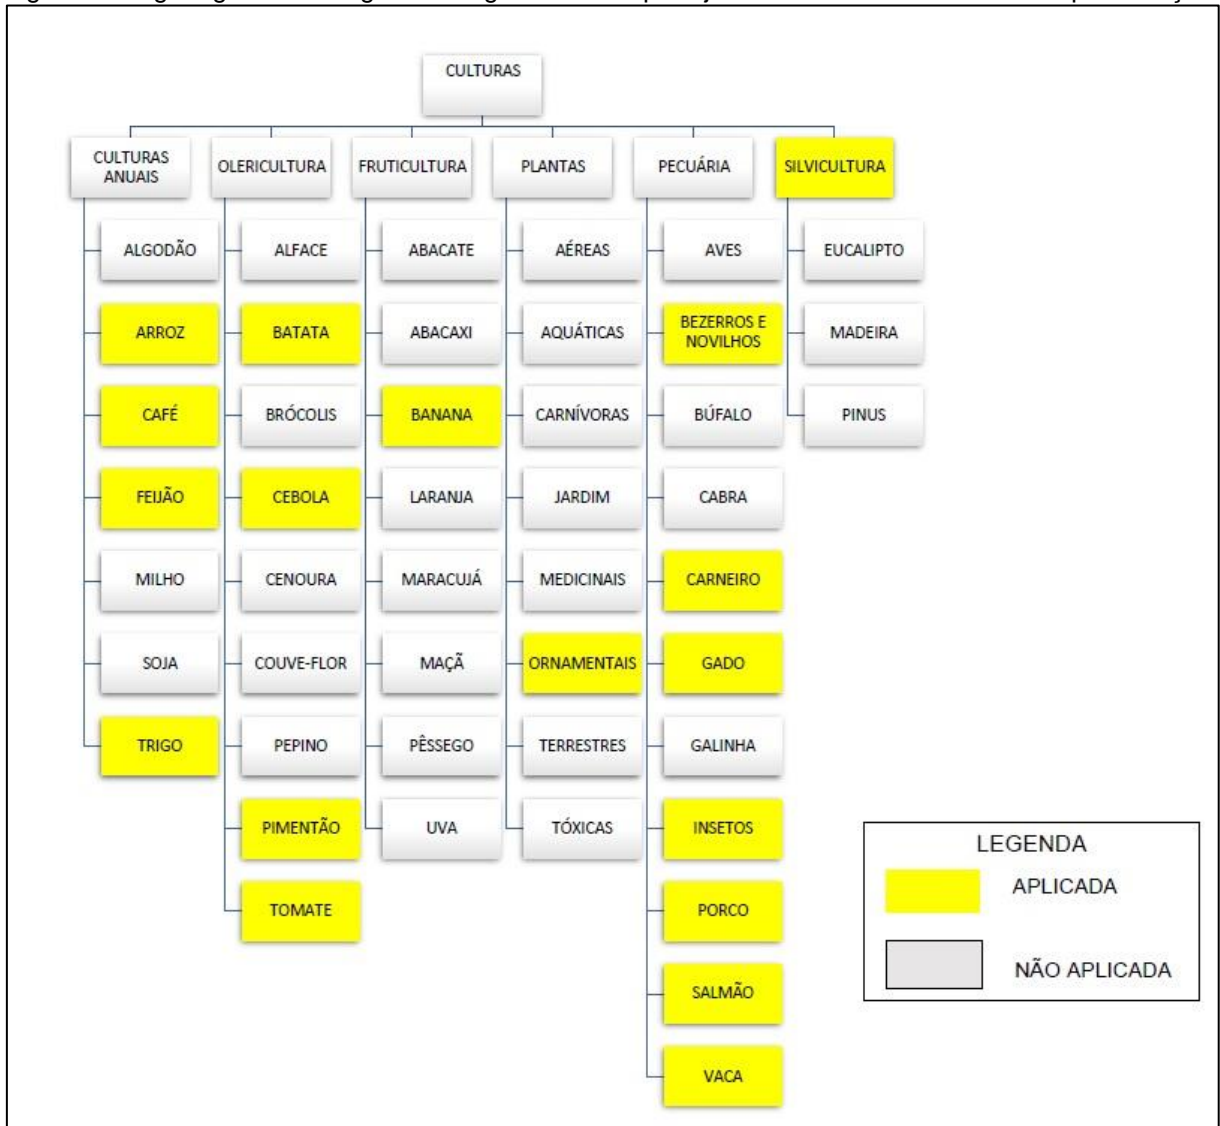 CULTURAS
CULTURAS
ANUAIS
OLERICULTURA
FRUTICULTURA
PLANTAS
PECUÁRIA
SILVICULTURA
ALGODÃO
ALFACE
ABACATE
AÉREAS
AVES
EUCALIPTO
ARROZ
BATATA
ABACAXI
AQUÁTICAS
BEZERROS E
NOVILHOS
MADEIRA
CAFÉ
BRÓCOLIS
BANANA
CARNÍVORAS
BÚFALO
PINUS
FEIJÃO
CEBOLA
LARANJA
JARDIM
CABRA
MILHO
CENOURA
MARACUJÁ
MEDICINAIS
CARNEIRO
SOJA
COUVE-FLOR
MAÇÃ
ORNAMENTAIS
GADO
TRIGO
PEPINO
PÊSSEGO
TERRESTRES
GALINHA
PIMENTÃO
UVA
TÓXICAS
INSETOS
TOMATE
PORCO
SALMÃO
VACA
LEGENDA
APLICADA
NÃO APLICADA